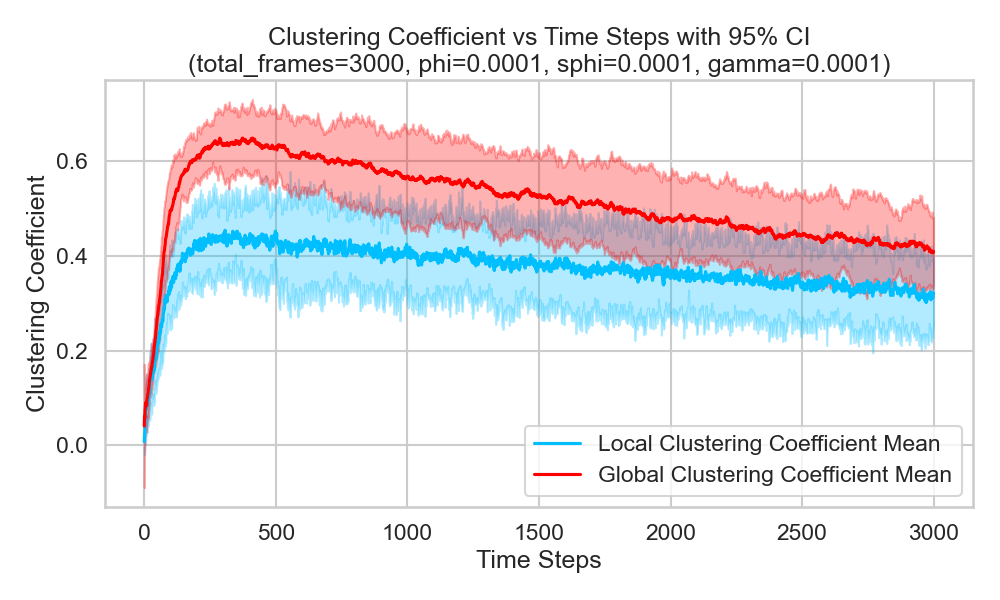 Clustering Coefficient vs Time Steps with 95% CI
(total_frames=3000, phi=0.0001, sphi=0.0001, gamma=0.0001)
Clustering Coefficient
0.6
0.4
0.2
0.0
Local Clustering Coefficient Mean
Global Clustering Coefficient Mean
0 500 1000 1500 2000 2500 3000
Time Steps